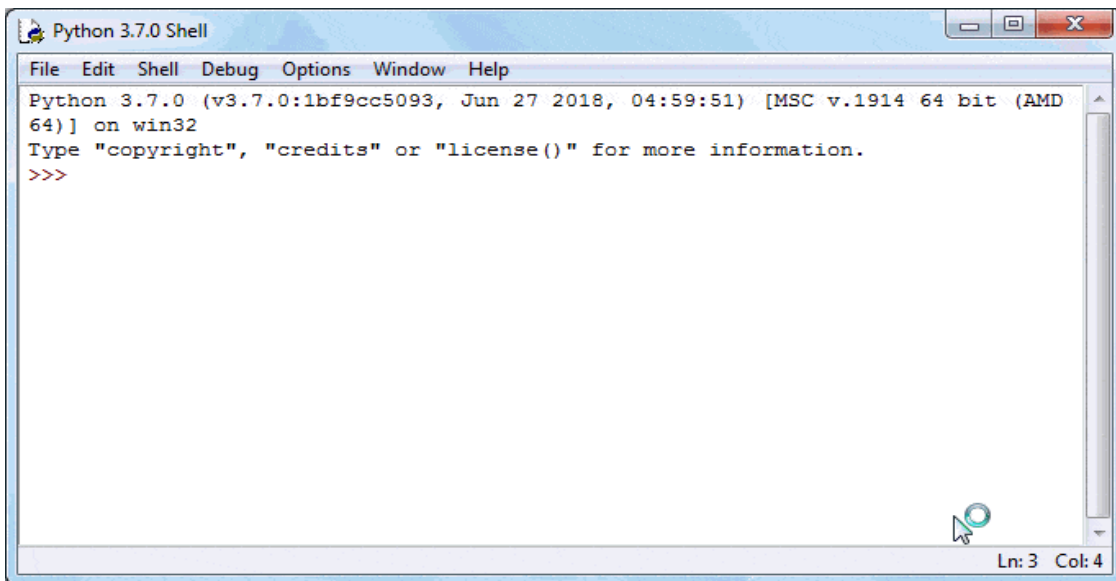 Python 3.7.0 Shell
File Edit Shell Debug Options Window Help
Python 3.7.0 (v3.7.0:1bf9cc5093, Jun 27 2018, 04:59:51) [MSC v.1914 64 bit (AMD
64)] on win32
Type "copyright", "credits" or "license()" for more information.
>>>
Ln: 3 Col: 4